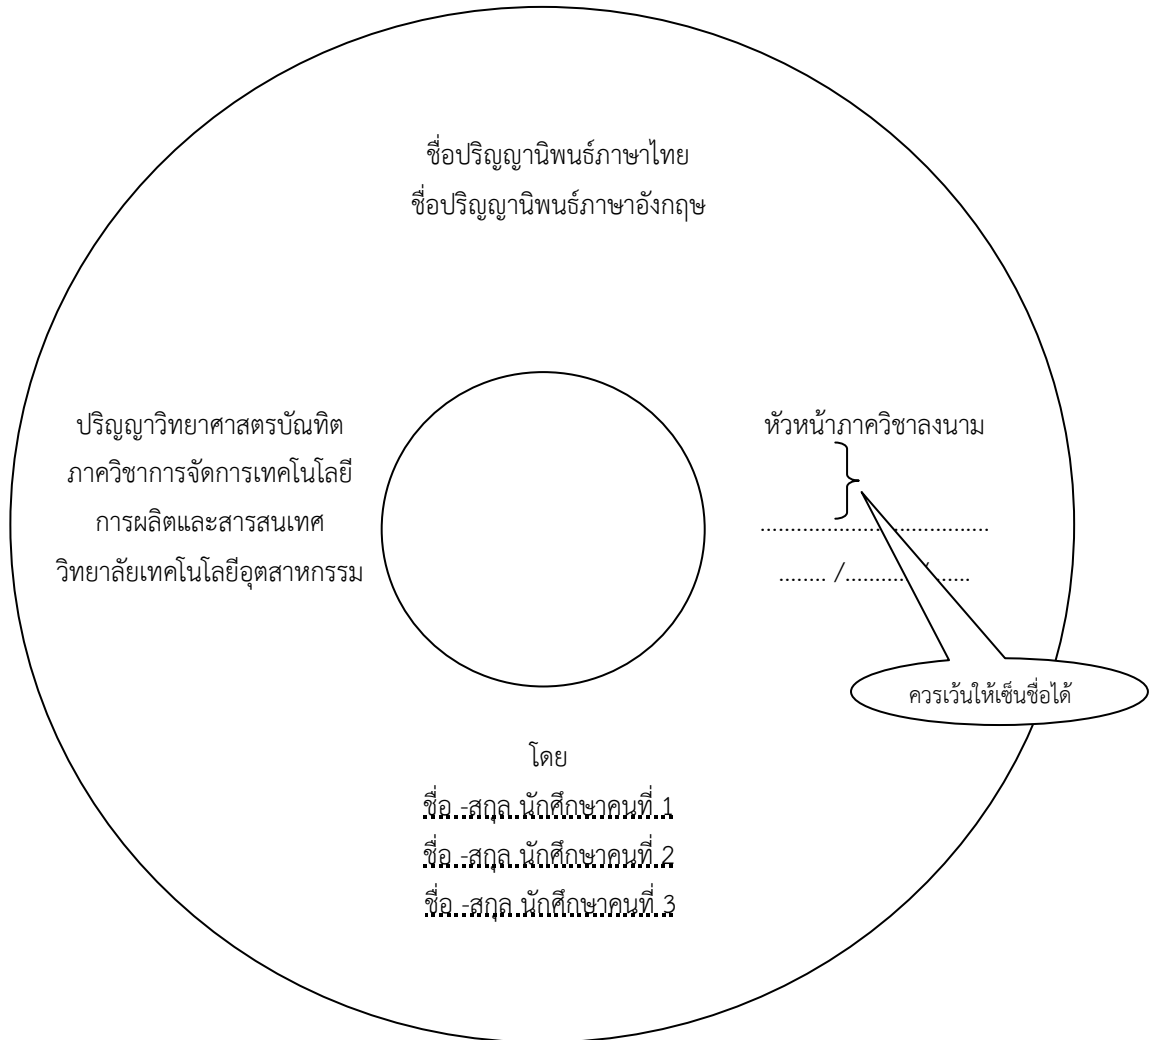 ชื่อปริญญานิพนธ์ภาษาไทย
ชื่อปริญญานิพนธ์ภาษาอังกฤษ
ปริญญาวิทยาศาสตรบัณฑิต
ภาควิชาการจัดการเทคโนโลยี
การผลิตและสารสนเทศ
วิทยาลัยเทคโนโลยีอุตสาหกรรม
หัวหน้าภาควิชาลงนาม
.......................................
........ /............. /.......
ควรเว้นให้เซ็นชื่อได้
โดย
ชื่อ -สกุล นักศึกษาคนที่ 1
ชื่อ -สกุล นักศึกษาคนที่ 2
ชื่อ -สกุล นักศึกษาคนที่ 3